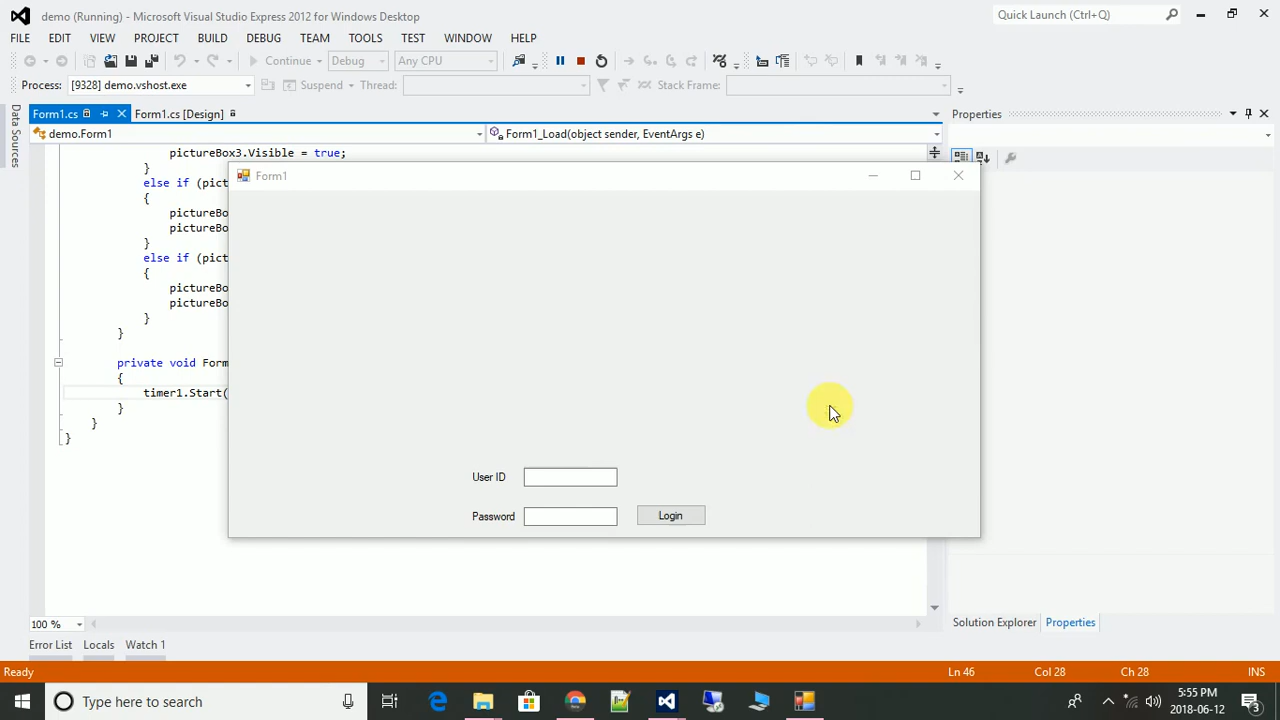 demo (Running) - Microsoft Visual Studio Express 2012 for Windows Desktop
Quick Launch (Ctrl+Q)
FILE EDIT VIEW PROJECT BUILD DEBUG TEAM TOOLS TEST WINDOW HELP
Continue Debug Any CPU
Process: [9328] demo.vshost.exe Suspend Thread: Stack Frame:
Data Sources
Form1.cs Form1.cs [Design]
demo.Form1 Form1_Load(object sender, EventArgs e)
pictureBox3.Visible = true;
}
else if (pict
{
pictureBo
pictureBo
}
else if (pict
{
pictureBo
pictureBo
}
}
private void Form
{
timer1.Start(
}
}
}
Form1
User ID
Password
Login
Properties
100 %
Solution Explorer Properties
Error List Locals Watch 1
Ready Ln 46 Col 28 Ch 28 INS
Type here to search
5:55 PM
2018-06-12
3